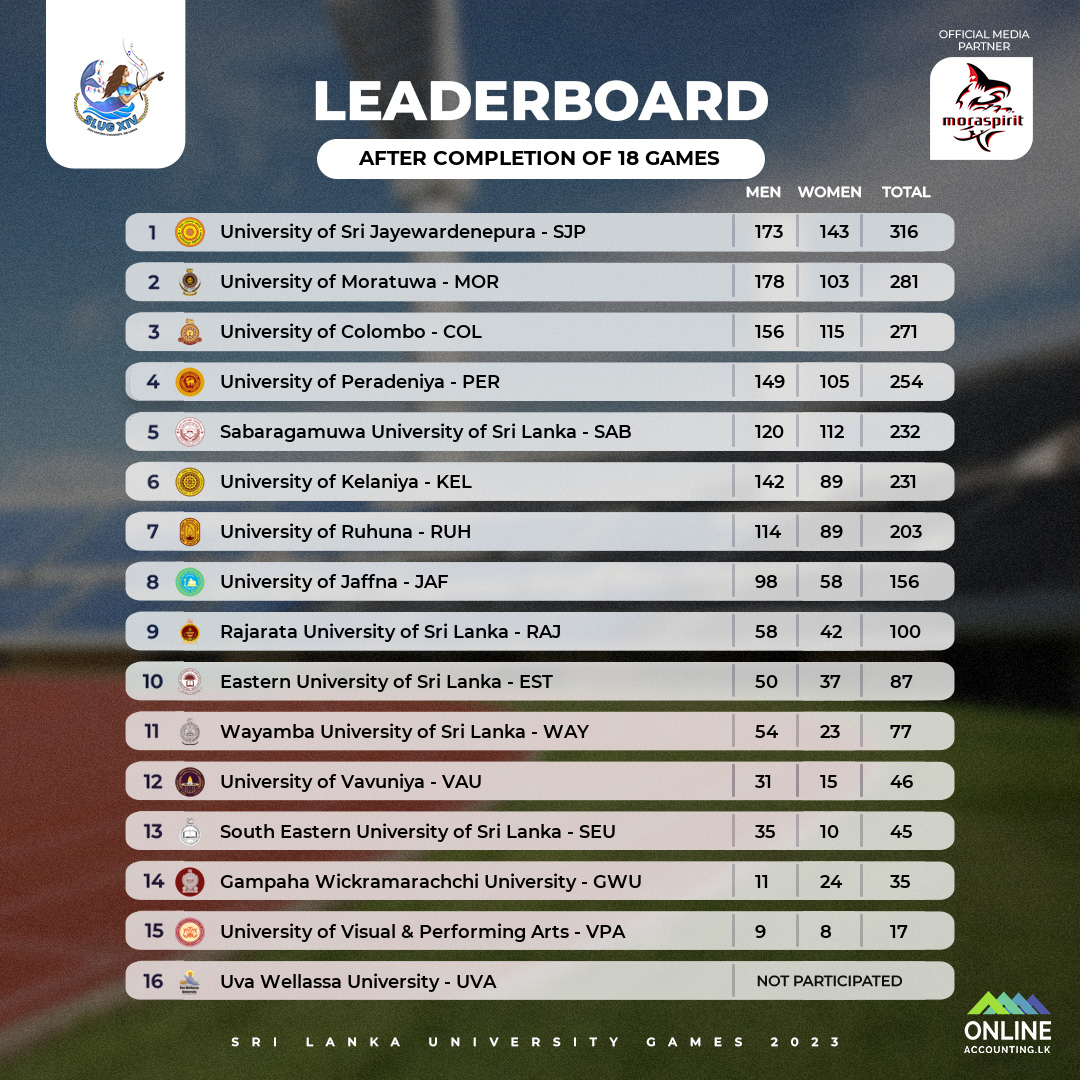 OFFICIAL MEDIA
PARTNER
SLUG XIV
moraspirit
LEADERBOARD
AFTER COMPLETION OF 18 GAMES
MEN WOMEN TOTAL
1 University of Sri Jayewardenepura - SJP 173 143 316
2 University of Moratuwa - MOR 178 103 281
3 University of Colombo - COL 156 115 271
4 University of Peradeniya - PER 149 105 254
5 Sabaragamuwa University of Sri Lanka - SAB 120 112 232
6 University of Kelaniya - KEL 142 89 231
7 University of Ruhuna - RUH 114 89 203
8 University of Jaffna - JAF 98 58 156
9 Rajarata University of Sri Lanka - RAJ 58 42 100
10 Eastern University of Sri Lanka - EST 50 37 87
11 Wayamba University of Sri Lanka - WAY 54 23 77
12 University of Vavuniya - VAU 31 15 46
13 South Eastern University of Sri Lanka - SEU 35 10 45
14 Gampaha Wickramarachchi University - GWU 11 24 35
15 University of Visual & Performing Arts - VPA 9 8 17
16 Uva Wellassa University - UVA NOT PARTICIPATED
SRI LANKA UNIVERSITY GAMES 2023
ONLINE
ACCOUNTING.LK